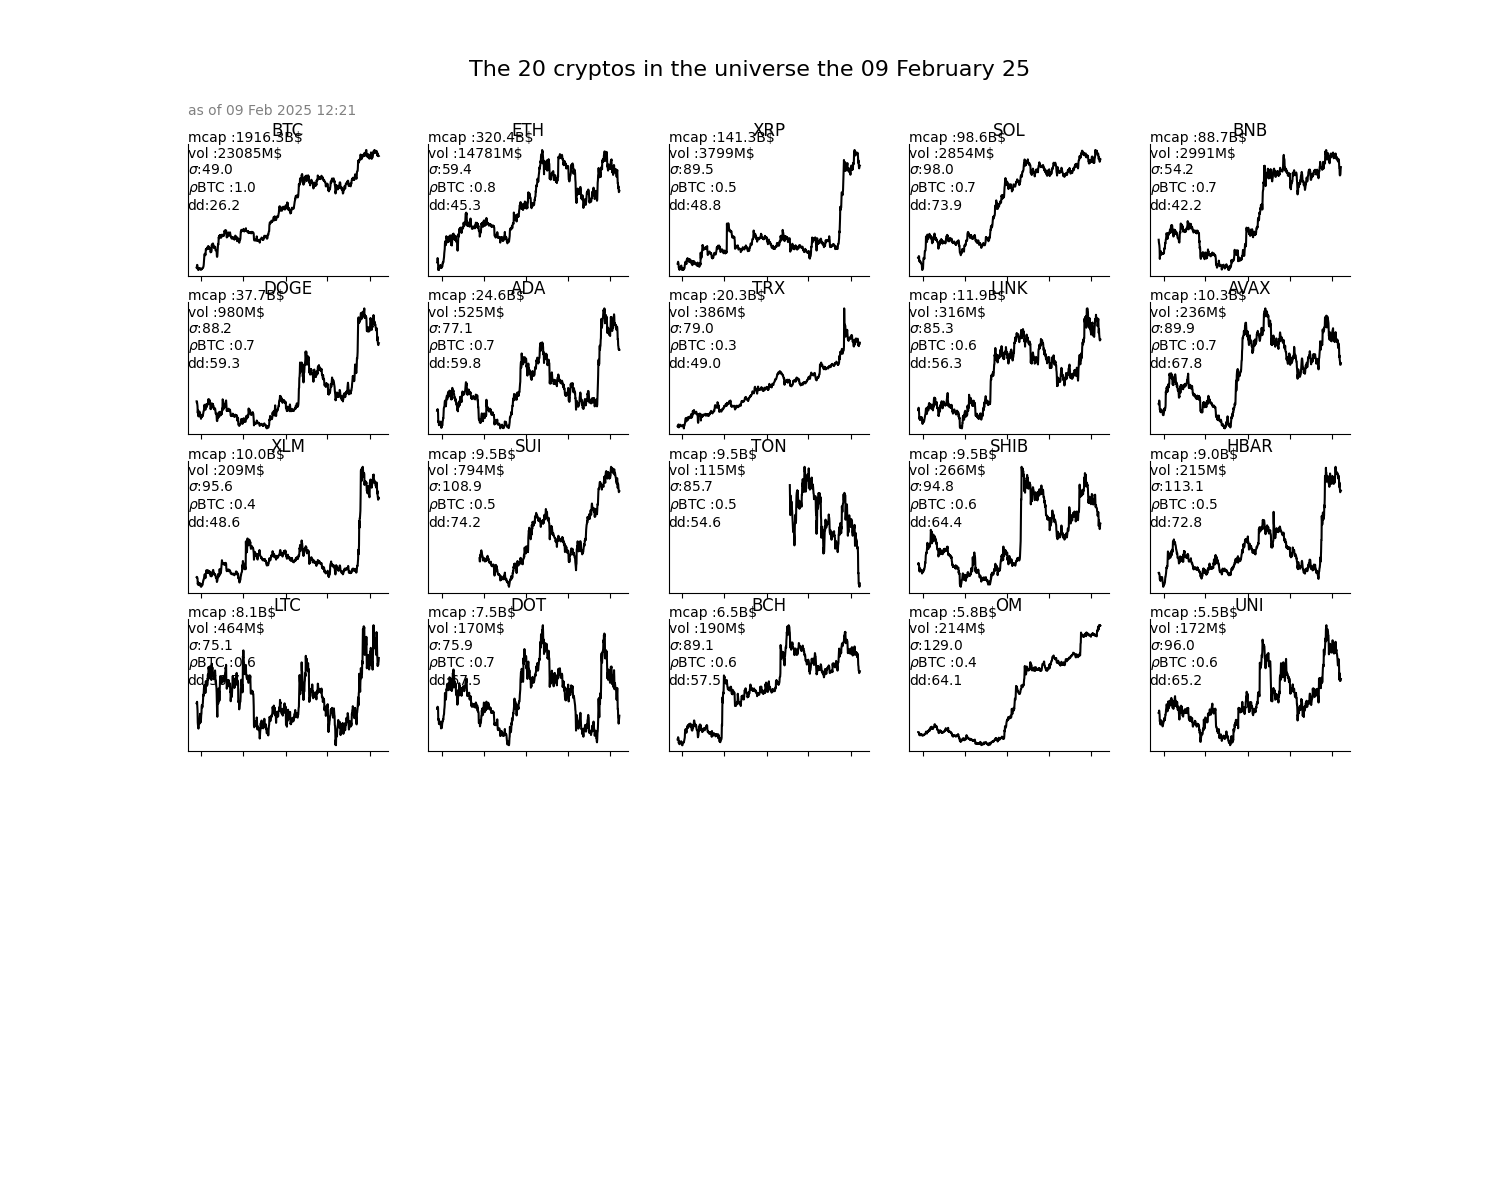 The 20 cryptos in the universe the 09 February 25
as of 09 Feb 2025 12:21
BTC
mcap :1916.3B$
vol :23085M$
σ:49.0
ρBTC :1.0
dd:26.2
ETH
mcap :320.4B$
vol :14781M$
σ:59.4
ρBTC :0.8
dd:45.3
XRP
mcap :141.3B$
vol :3799M$
σ:89.5
ρBTC :0.5
dd:48.8
SOL
mcap :98.6B$
vol :2854M$
σ:98.0
ρBTC :0.7
dd:73.9
BNB
mcap :88.7B$
vol :2991M$
σ:54.2
ρBTC :0.7
dd:42.2
DOGE
mcap :37.7B$
vol :980M$
σ:88.2
ρBTC :0.7
dd:59.3
ADA
mcap :24.6B$
vol :525M$
σ:77.1
ρBTC :0.7
dd:59.8
TRX
mcap :20.3B$
vol :386M$
σ:79.0
ρBTC :0.3
dd:49.0
LINK
mcap :11.9B$
vol :316M$
σ:85.3
ρBTC :0.6
dd:56.3
AVAX
mcap :10.3B$
vol :236M$
σ:89.9
ρBTC :0.7
dd:67.8
XLM
mcap :10.0B$
vol :209M$
σ:95.6
ρBTC :0.4
dd:48.6
SUI
mcap :9.5B$
vol :794M$
σ:108.9
ρBTC :0.5
dd:74.2
TON
mcap :9.5B$
vol :115M$
σ:85.7
ρBTC :0.5
dd:54.6
SHIB
mcap :9.5B$
vol :266M$
σ:94.8
ρBTC :0.6
dd:64.4
HBAR
mcap :9.0B$
vol :215M$
σ:113.1
ρBTC :0.5
dd:72.8
LTC
mcap :8.1B$
vol :464M$
σ:75.1
ρBTC :0.6
DOT
mcap :7.5B$
vol :170M$
σ:75.9
ρBTC :0.7
dd:57.5
BCH
mcap :6.5B$
vol :190M$
σ:89.1
ρBTC :0.6
dd:57.5
OM
mcap :5.8B$
vol :214M$
σ:129.0
ρBTC :0.4
dd:64.1
UNI
mcap :5.5B$
vol :172M$
σ:96.0
ρBTC :0.6
dd:65.2